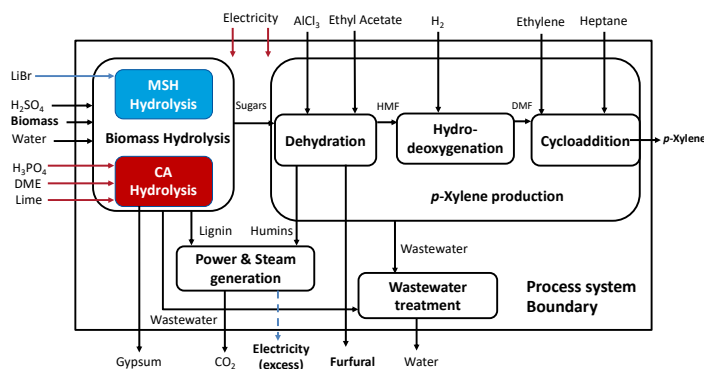 Electricity
AlCl₃
Ethyl Acetate
H₂
Ethylene
Heptane
LiBr
H₂SO₄
Biomass
Water
H₃PO₄
DME
Lime
MSH
Hydrolysis
Biomass Hydrolysis
CA
Hydrolysis
Sugars
Dehydration
HMF
Hydro-
deoxygenation
DMF
Cycloaddition
p-Xylene
p-Xylene production
Lignin
Humins
Wastewater
Power & Steam
generation
Wastewater
treatment
Process system
Boundary
Wastewater
Gypsum
CO₂
Electricity
(excess)
Furfural
Water